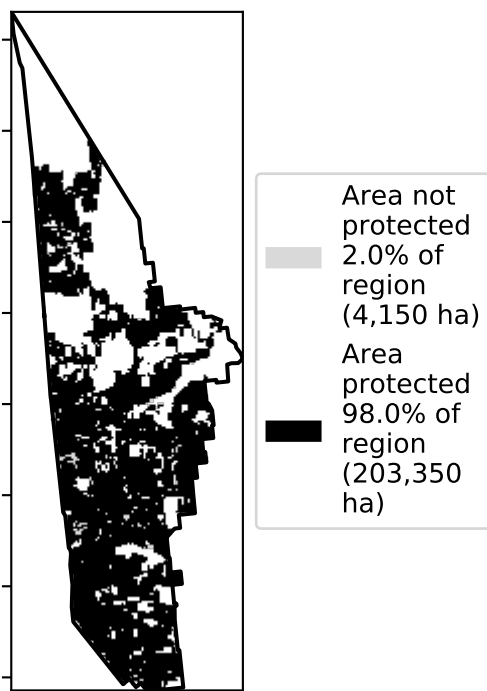 Area not
protected
2.0% of
region
(4,150 ha)
Area
protected
98.0% of
region
(203,350
ha)